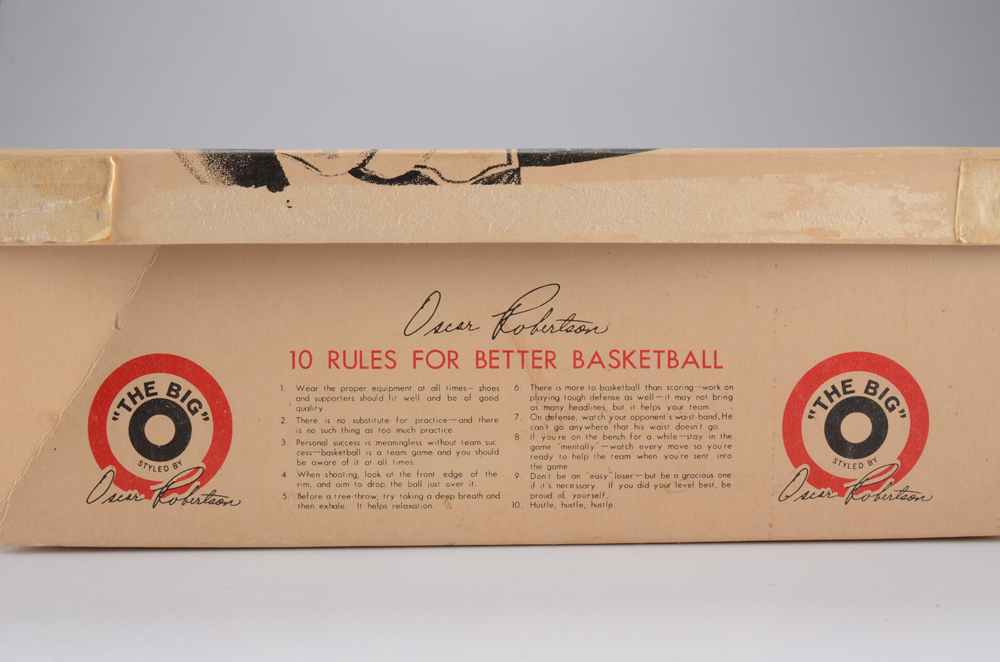 Oscar Robertson
10 RULES FOR BETTER BASKETBALL
1. Wear the proper equipment at all times—shoes
and supporters should fit well and be of good
quality.
2. There is no substitute for practice—and there
is no such thing as too much practice.
3. Personal success is meaningless without team suc
cess—basketball is a team game and you should
be aware of it at all times.
4. When shooting, look at the front edge of the
rim, and aim to drop the ball just over it.
5. Before a free-throw, try taking a deep breath and
then exhale. It helps relaxation.
6. There is more to basketball than scoring—work on
playing tough defense as well—it may not bring
as many headlines, but it helps your team.
7. On defense, watch your opponent's waist-band. He
can't go anywhere that his waist doesn't go.
8. If you're on the bench for a while—stay in the
game "mentally"—watch every move so you're
ready to help the team when you're sent into
the game.
9. Don't be an "easy" loser—but be a gracious one
if it's necessary. If you did your level best, be
proud of yourself.
10. Hustle, hustle, hustle.
"THE BIG"
STYLED BY
Oscar Robertson
"THE BIG"
STYLED BY
Oscar Robertson